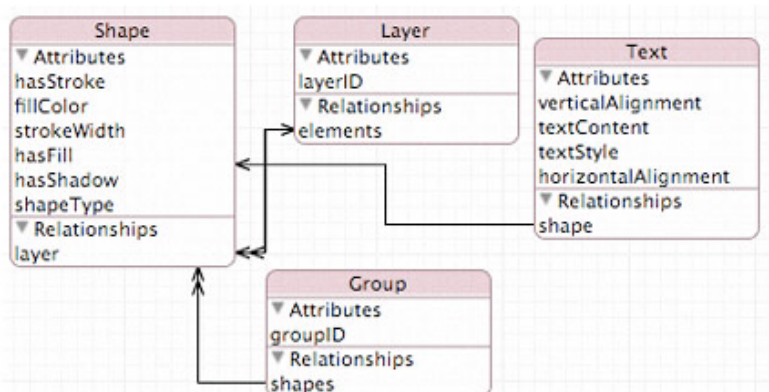 Shape
Attributes
hasStroke
fillColor
strokeWidth
hasFill
hasShadow
shapeType
Relationships
layer
Layer
Attributes
layerID
Relationships
elements
Text
Attributes
verticalAlignment
textContent
textStyle
horizontalAlignment
Relationships
shape
Group
Attributes
groupID
Relationships
shapes